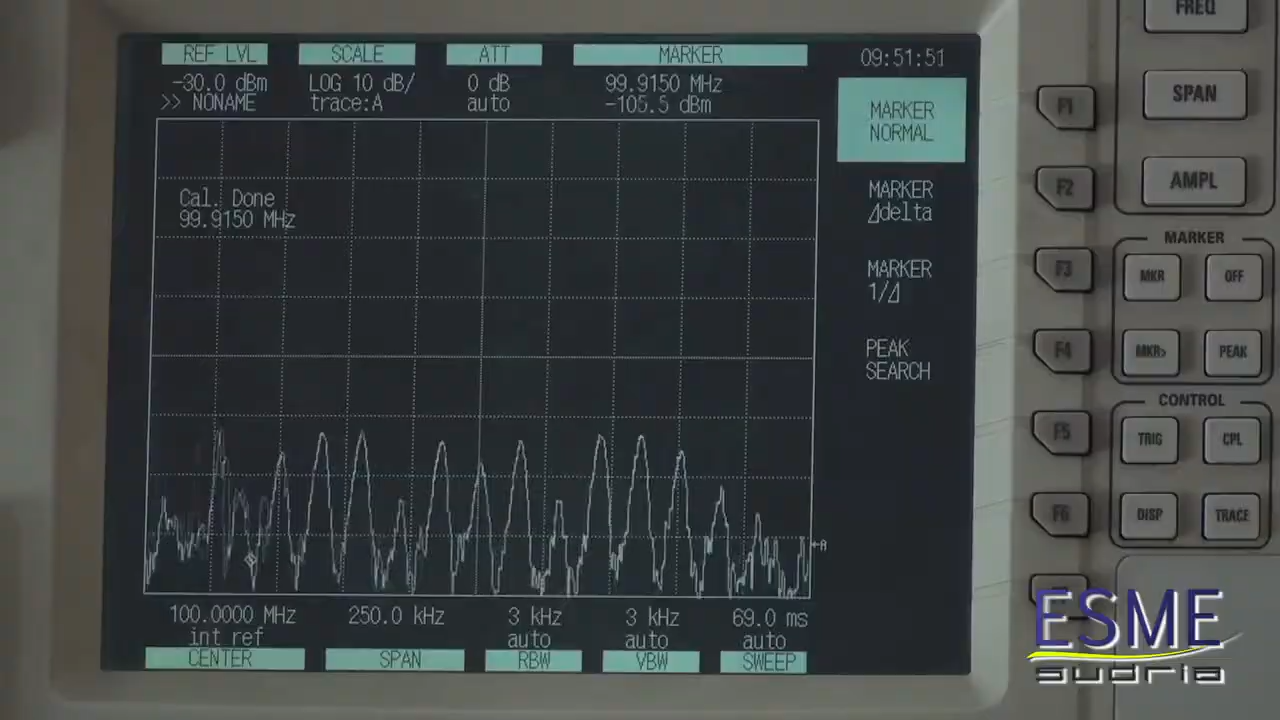 REF LVL SCALE ATT MARKER 09:51:51
-30.0 dBm LOG 10 dB/ 0 dB 99.9150 MHz
>> NONAME trace:A auto -105.5 dBm
MARKER
NORMAL
Cal. Done
99.9150 MHz
MARKER
Δdelta
MARKER
1/Δ
PEAK
SEARCH
←A
100.0000 MHz 250.0 kHz 3 kHz 3 kHz 69.0 ms
int ref auto auto auto
CENTER SPAN RBW VBW SWEEP
F1
F2
F3
F4
F5
F6
FREQ
SPAN
AMPL
MARKER
MKR OFF
MKR> PEAK
CONTROL
TRIG CPL
DISP TRACE
ESME
sudria